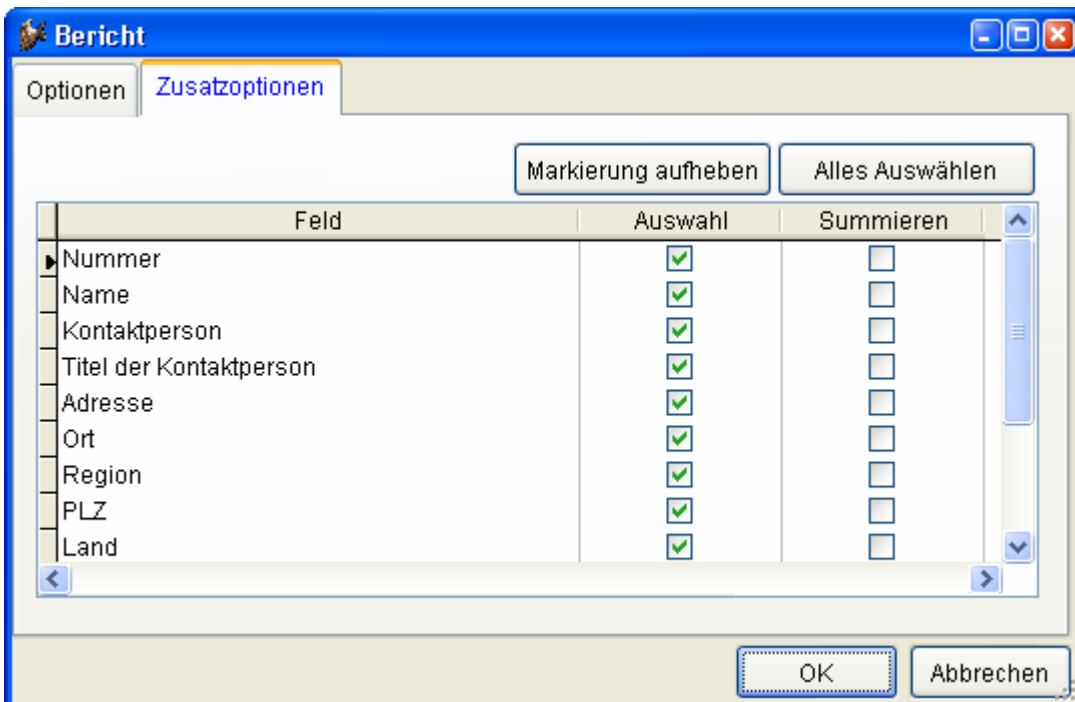 Bericht
Optionen Zusatzoptionen
Markierung aufheben Alles Auswählen
Feld Auswahl Summieren
Nummer
Name
Kontaktperson
Titel der Kontaktperson
Adresse
Ort
Region
PLZ
Land
OK Abbrechen